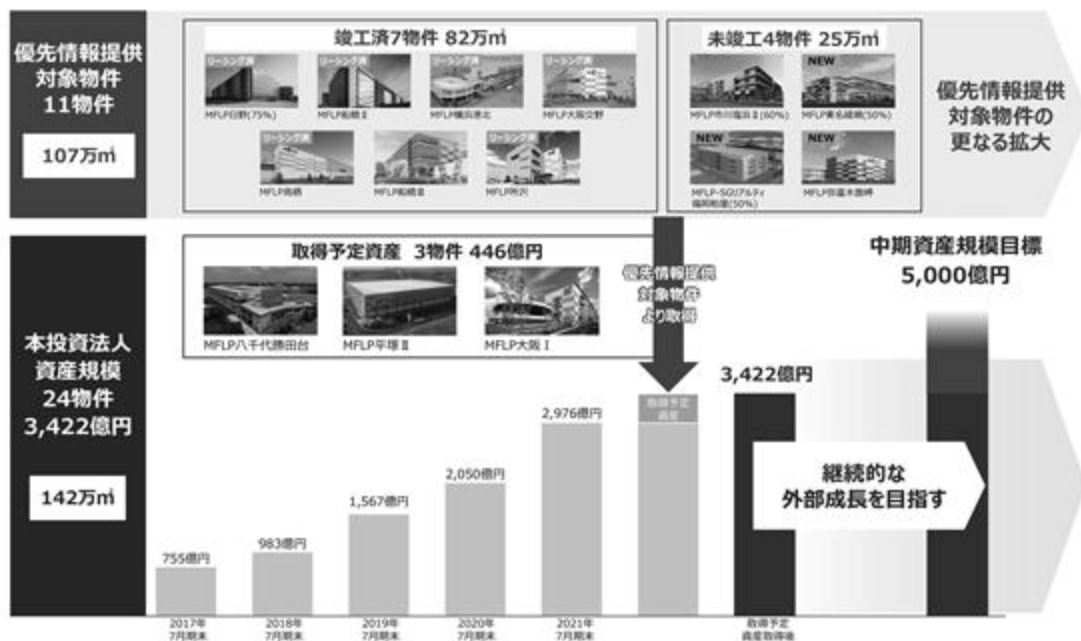 優先情報提供
対象物件
11物件
107万㎡
竣工済7物件 82万㎡
リーシング済
リーシング済
リーシング済
リーシング済
MFLP日野(75%)
MFLP船橋Ⅱ
MFLP横浜港北
MFLP大阪交野
リーシング済
リーシング済
MFLP鳥栖
MFLP船橋Ⅲ
MFLP所沢
未竣工4物件 25万㎡
NEW
MFLP市川塩浜Ⅱ(60%)
MFLP東名綾瀬(50%)
NEW
NEW
MFLP-SGリアルティ
福岡粕屋(50%)
MFLP弥富木曽岬
優先情報提供
対象物件の
更なる拡大
本投資法人
資産規模
24物件
3,422億円
142万㎡
取得予定資産 3物件 446億円
MFLP八千代勝田台
MFLP平塚Ⅱ
MFLP大阪Ⅰ
優先情報提供
対象物件
より取得
中期資産規模目標
5,000億円
755億円
983億円
1,567億円
2,050億円
2,976億円
取得予定
資産
3,422億円
継続的な
外部成長を目指す
2017年
7月期末
2018年
7月期末
2019年
7月期末
2020年
7月期末
2021年
7月期末
取得予定
資産取得後